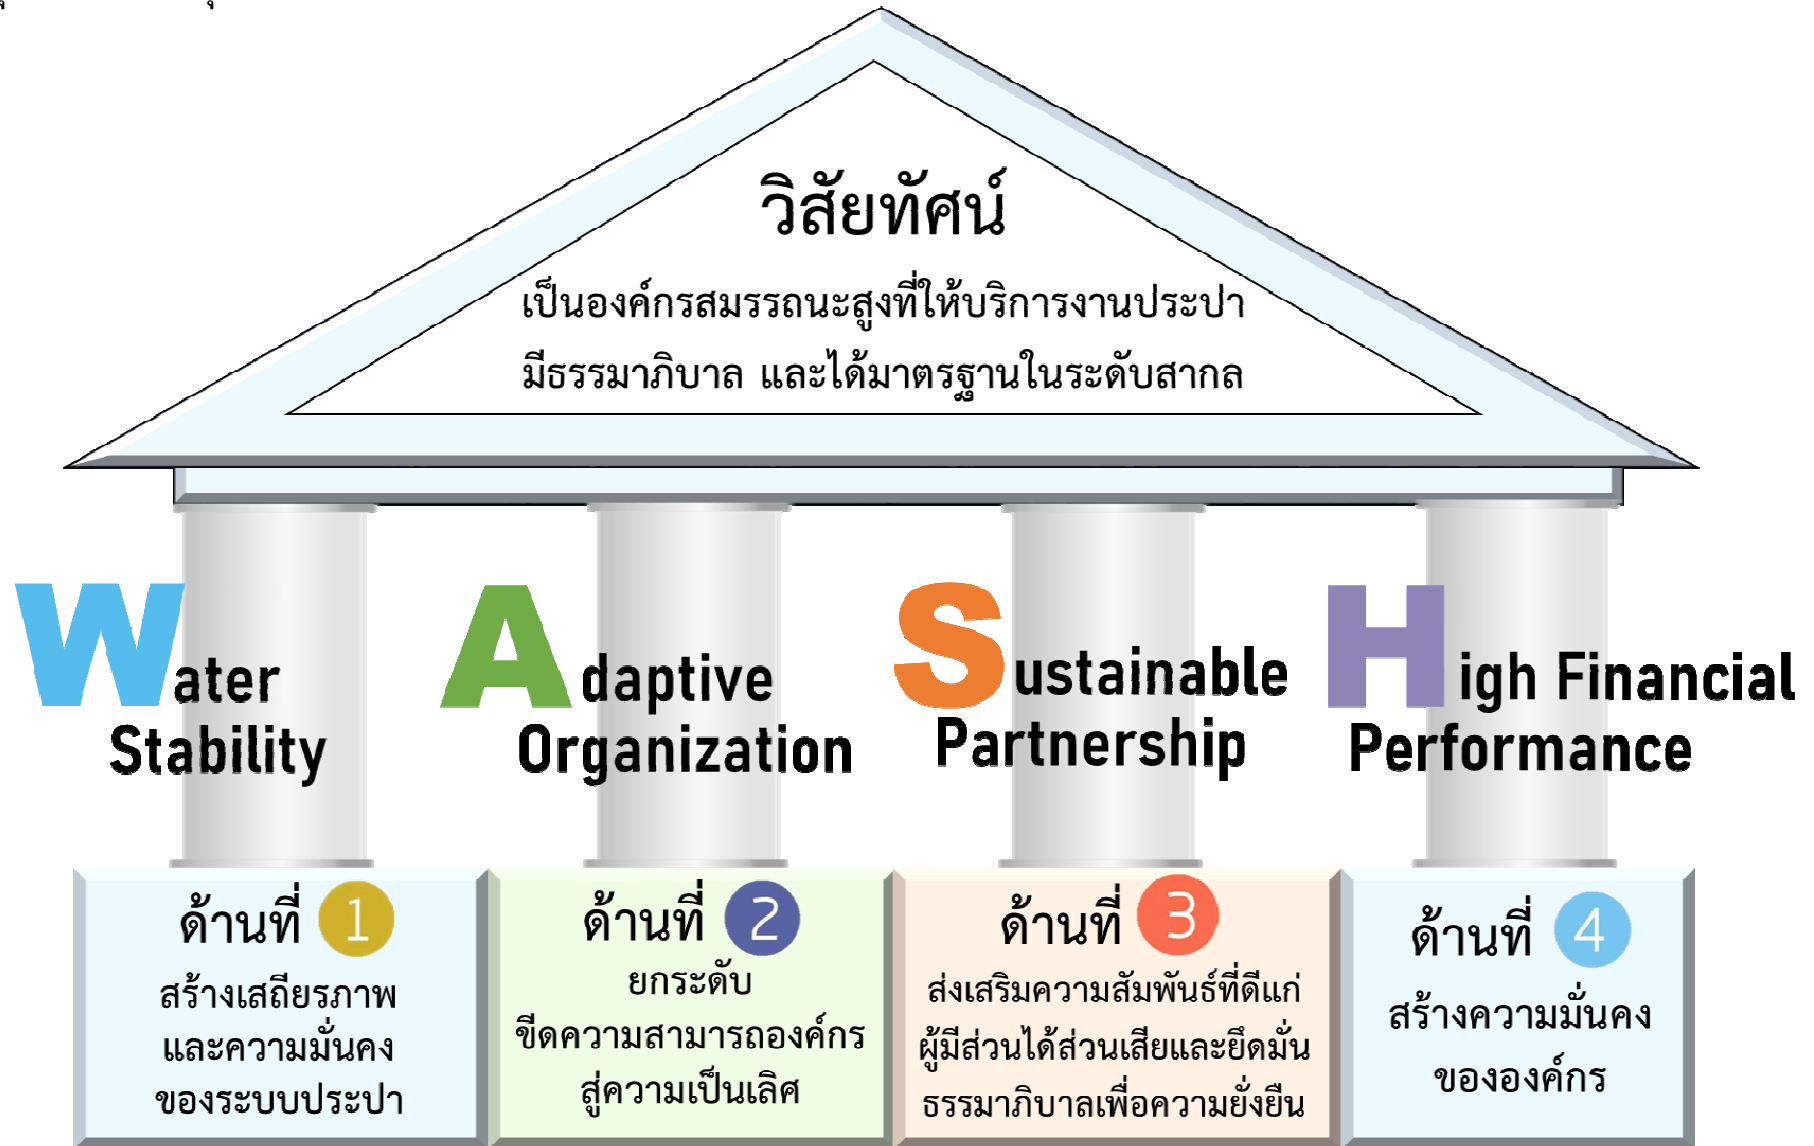 วิสัยทัศน์
เป็นองค์กรสมรรถนะสูงที่ให้บริการงานประปา
มีธรรมาภิบาล และได้มาตรฐานในระดับสากล
Water
Stability
Adaptive
Organization
Sustainable
Partnership
High Financial
Performance
ด้านที่ 1
สร้างเสถียรภาพ
และความมั่นคง
ของระบบประปา
ด้านที่ 2
ยกระดับ
ขีดความสามารถองค์กร
สู่ความเป็นเลิศ
ด้านที่ 3
ส่งเสริมความสัมพันธ์ที่ดีแก่
ผู้มีส่วนได้ส่วนเสียและยึดมั่น
ธรรมาภิบาลเพื่อความยั่งยืน
ด้านที่ 4
สร้างความมั่นคง
ขององค์กร